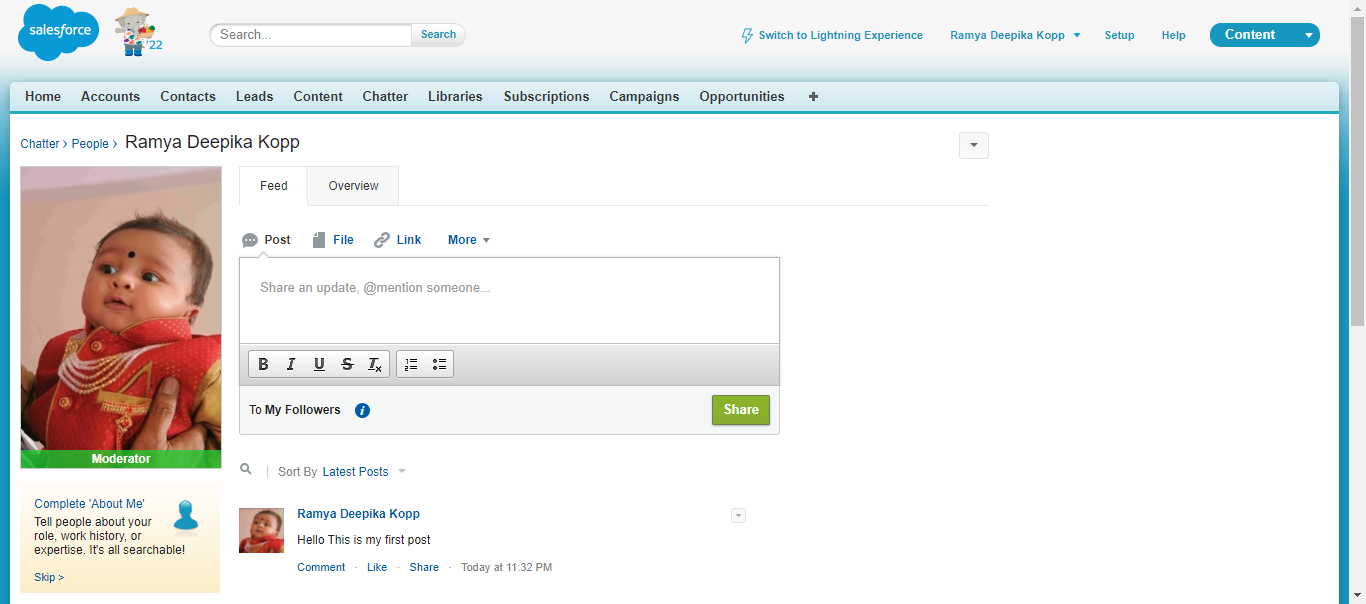 salesforce
'22
Search...
Search
Switch to Lightning Experience
Ramya Deepika Kopp
Setup
Help
Content
Home
Accounts
Contacts
Leads
Content
Chatter
Libraries
Subscriptions
Campaigns
Opportunities
+
Chatter › People › Ramya Deepika Kopp
Moderator
Complete 'About Me'
Tell people about your
role, work history, or
expertise. It's all searchable!
Skip >
Feed
Overview
Post
File
Link
More
Share an update, @mention someone...
B I U S Tx
To My Followers
i
Share
Sort By Latest Posts
Ramya Deepika Kopp
Hello This is my first post
Comment · Like · Share · Today at 11:32 PM